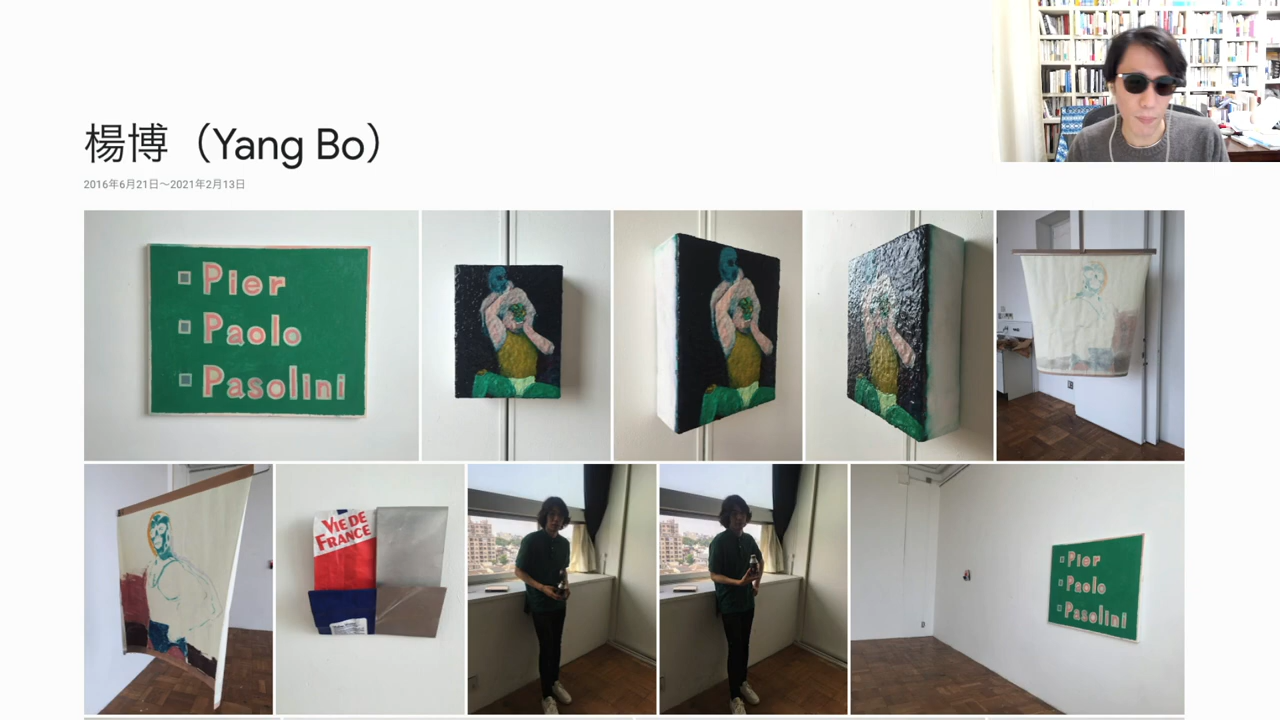 楊博（Yang Bo）
2016年6月21日～2021年2月13日
Pier
Paolo
Pasolini
VIE DE
FRANCE
Pier
Paolo
Pasolini